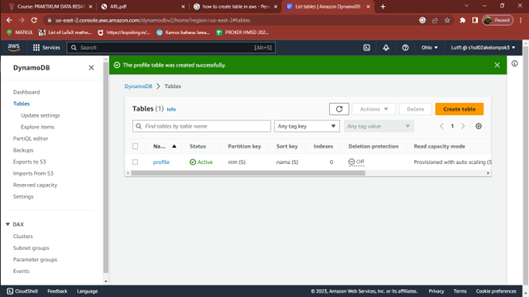 Course: PRAKTIKUM DATA BESAR
ARL.pdf
how to create table in aws - Pen
List tables | Amazon DynamoDB
us-east-2.console.aws.amazon.com/dynamodbv2/home?region=us-east-2#tables
Paused
MATKUL
List of LaTeX mathe
https://kopsling.in/
Kamus bahasa Jawa
PROKER HMSD 202
aws
Services
Search
[Alt+S]
Ohio
DynamoDB
The profile table was created successfully.
DynamoDB
Tables
Dashboard
Tables
Update settings
Explore items
PartiQL editor
Backups
Exports to S3
Imports from S3
Reserved capacity
Settings
DAX
Clusters
Subnet groups
Parameter groups
Events
Tables (1) Info
Actions
Delete
Create table
Find tables by table name
Any tag key
Any tag value
1
Na...
Status
Partition key
Sort key
Indexes
Deletion protection
Read capacity mode
profile
Active
nim (S)
nama (S)
0
Off
Provisioned with auto scaling (5
CloudShell
Feedback
Language
© 2023, Amazon Web Services, Inc. or its affiliates.
Privacy
Terms
Cookie preferences